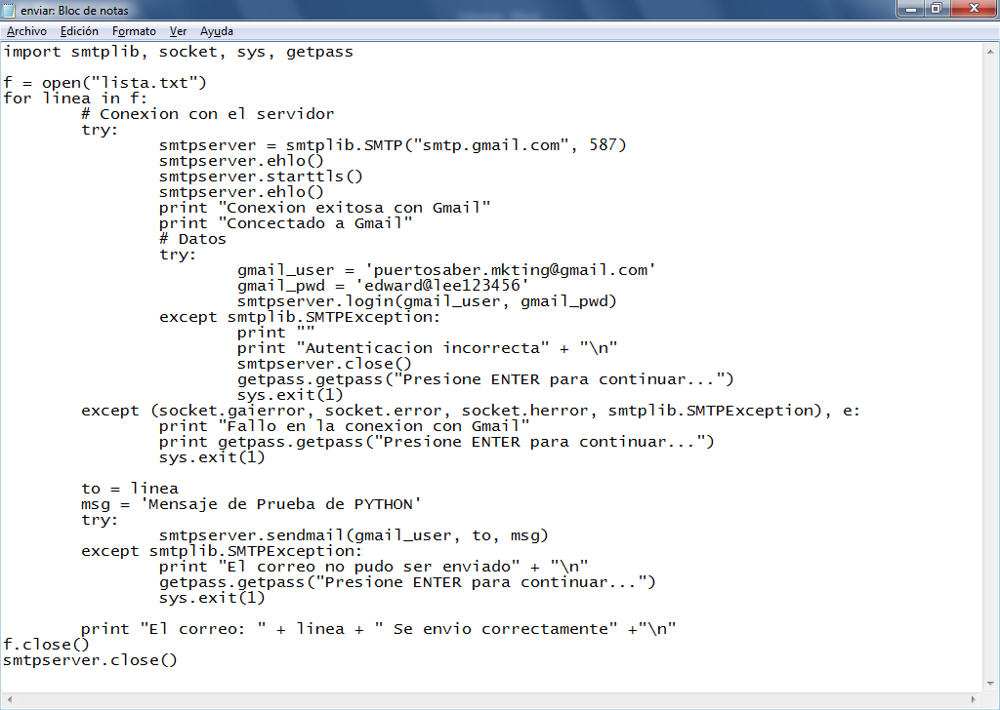 enviar: Bloc de notas
Archivo Edición Formato Ver Ayuda
import smtplib, socket, sys, getpass
f = open("lista.txt")
for linea in f:
# Conexion con el servidor
try:
smtpserver = smtplib.SMTP("smtp.gmail.com", 587)
smtpserver.ehlo()
smtpserver.starttls()
smtpserver.ehlo()
print "Conexion exitosa con Gmail"
print "Concectado a Gmail"
# Datos
try:
gmail_user = 'puertosaber.mkting@gmail.com'
gmail_pwd = 'edward@lee123456'
smtpserver.login(gmail_user, gmail_pwd)
except smtplib.SMTPException:
print ""
print "Autenticacion incorrecta" + "\n"
smtpserver.close()
getpass.getpass("Presione ENTER para continuar...")
sys.exit(1)
except (socket.gaierror, socket.error, socket.herror, smtplib.SMTPException), e:
print "Fallo en la conexion con Gmail"
print getpass.getpass("Presione ENTER para continuar...")
sys.exit(1)
to = linea
msg = 'Mensaje de Prueba de PYTHON'
try:
smtpserver.sendmail(gmail_user, to, msg)
except smtplib.SMTPException:
print "El correo no pudo ser enviado" + "\n"
getpass.getpass("Presione ENTER para continuar...")
sys.exit(1)
print "El correo: " + linea + " Se envio correctamente" +"\n"
f.close()
smtpserver.close()